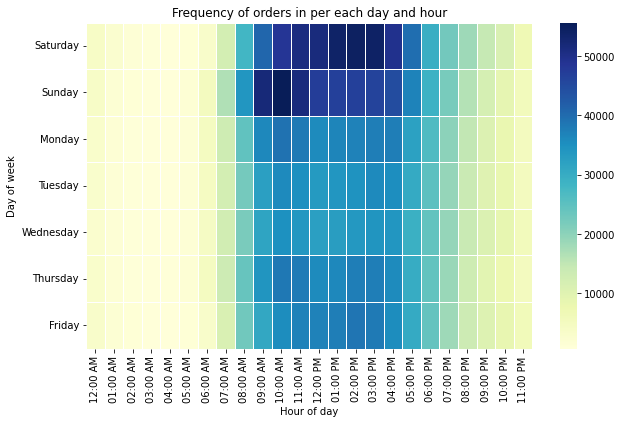 Frequency of orders in per each day and hour
Day of week
Saturday
Sunday
Monday
Tuesday
Wednesday
Thursday
Friday
12:00 AM
01:00 AM
02:00 AM
03:00 AM
04:00 AM
05:00 AM
06:00 AM
07:00 AM
08:00 AM
09:00 AM
10:00 AM
11:00 AM
12:00 PM
01:00 PM
02:00 PM
03:00 PM
04:00 PM
05:00 PM
06:00 PM
07:00 PM
08:00 PM
09:00 PM
10:00 PM
11:00 PM
Hour of day
50000
40000
30000
20000
10000